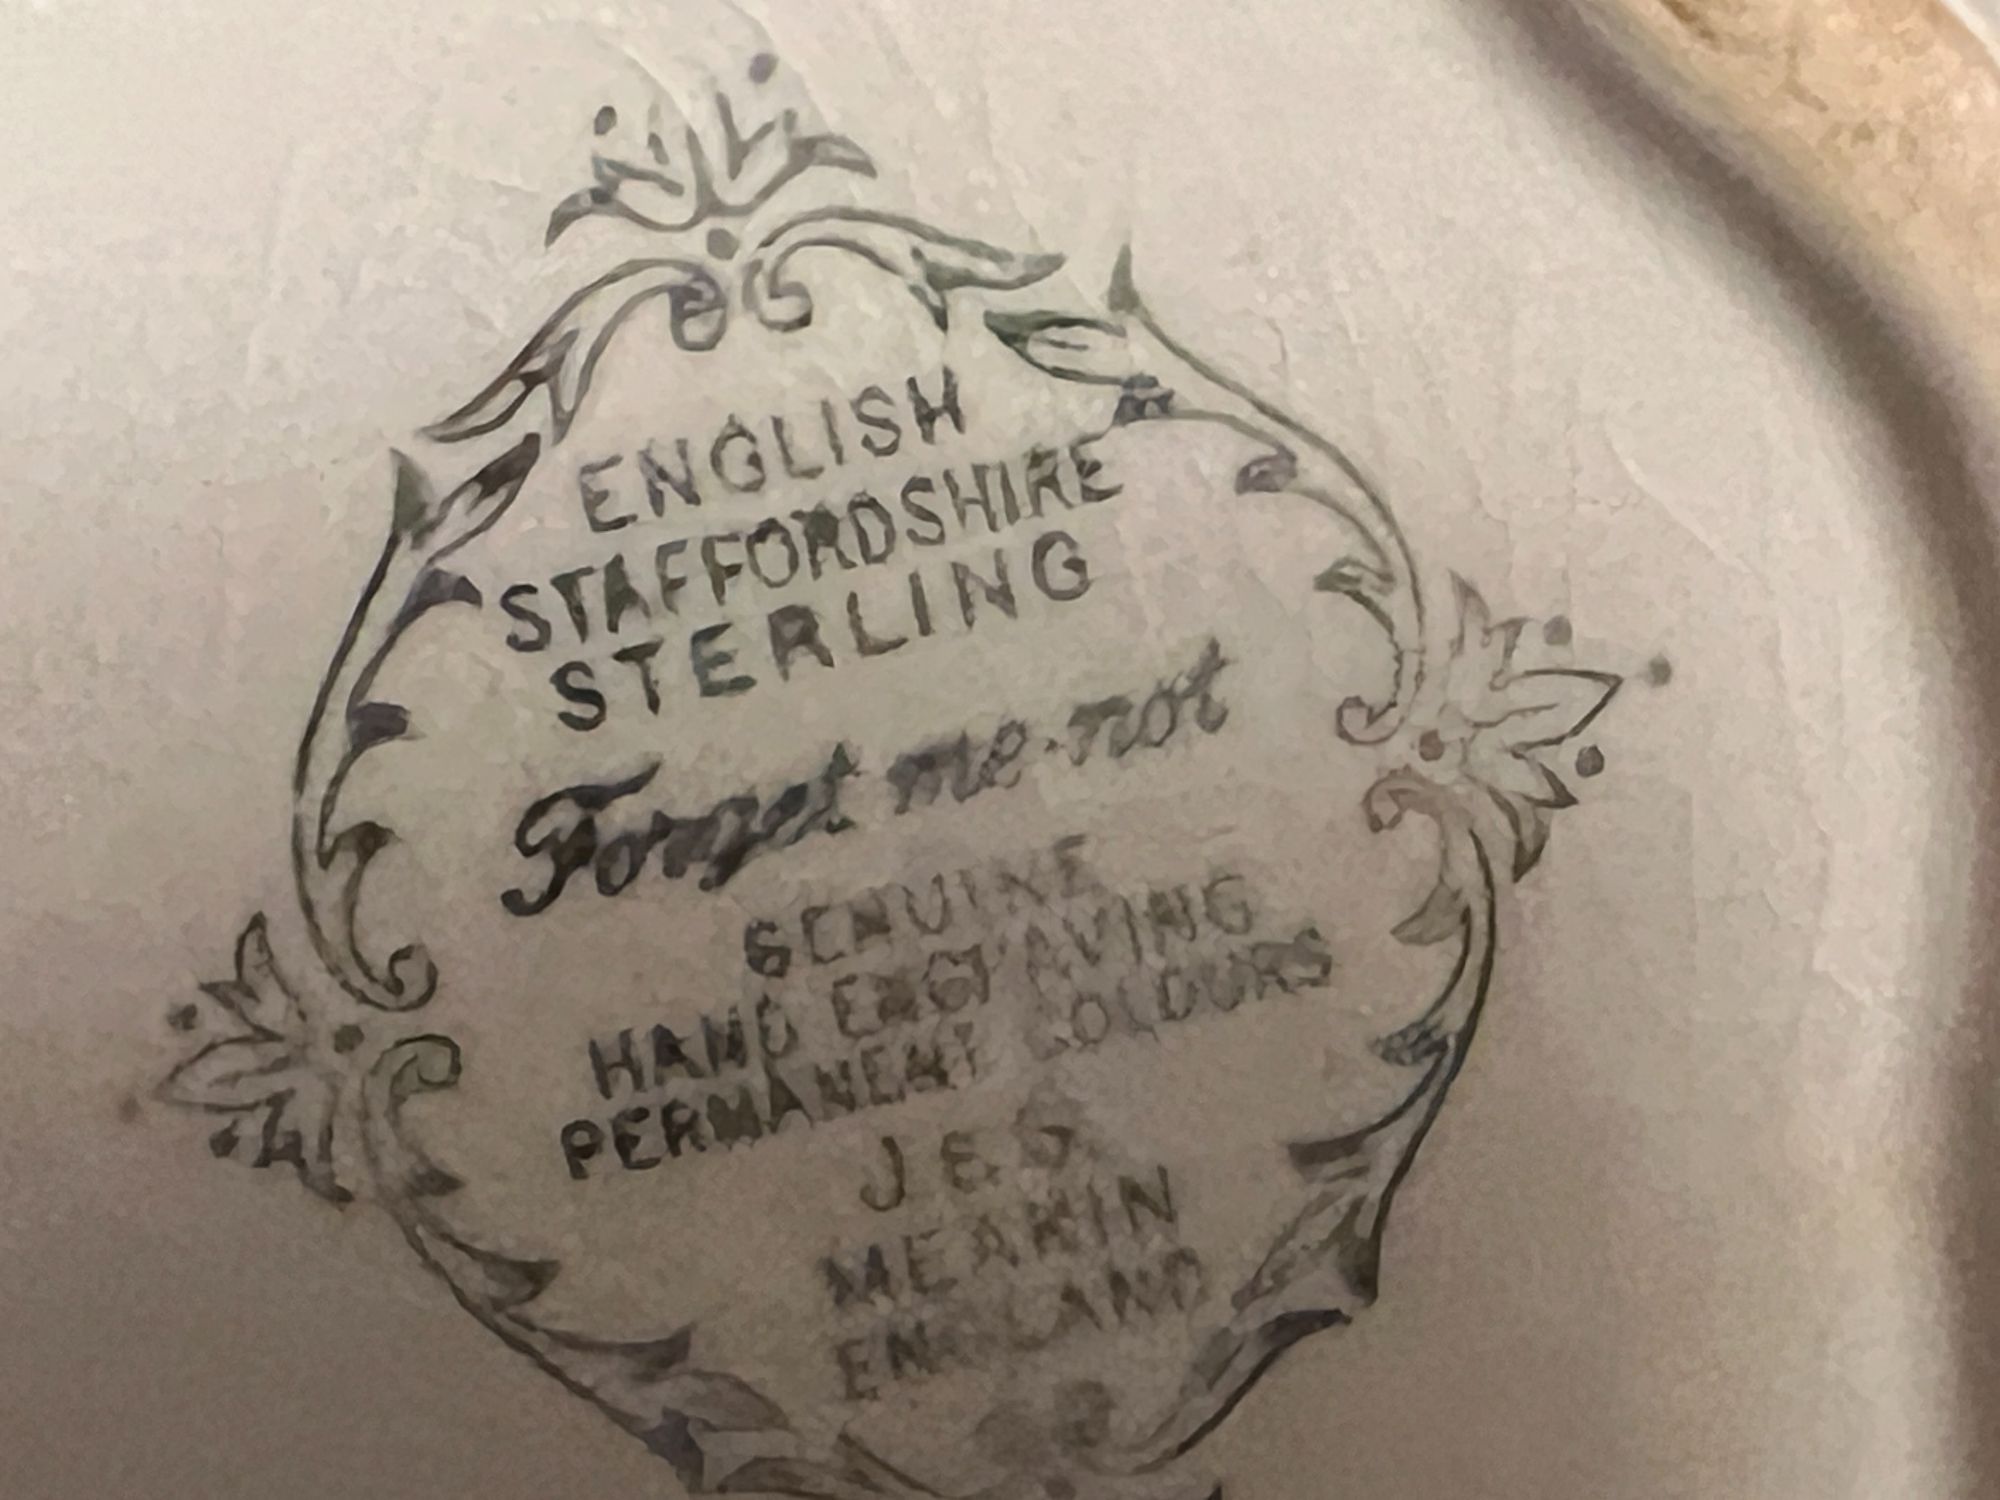 ENGLISH
STAFFORDSHIRE
STERLING
Forget-me-not
GENUINE
HAND ENGRAVING
PERMANENT COLOURS
J & G
MEAKIN
ENGLAND